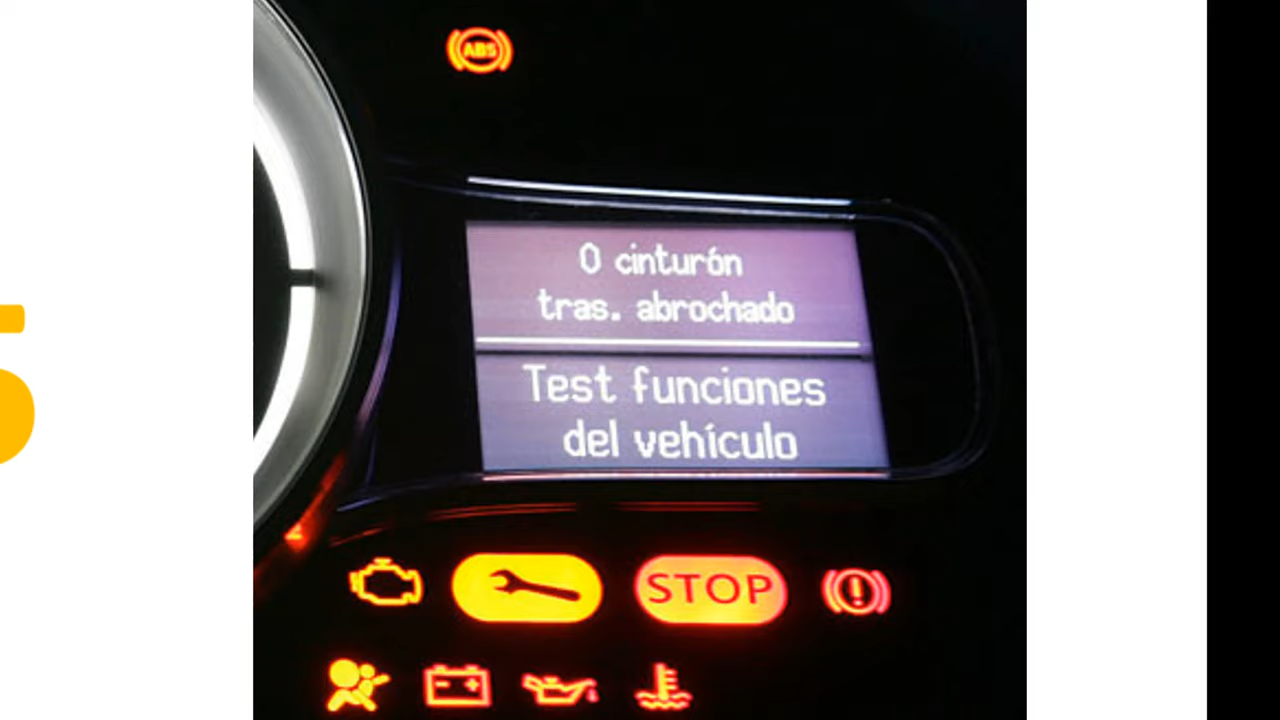 ABS
0 cinturón
tras. abrochado
Test funciones
del vehículo
STOP